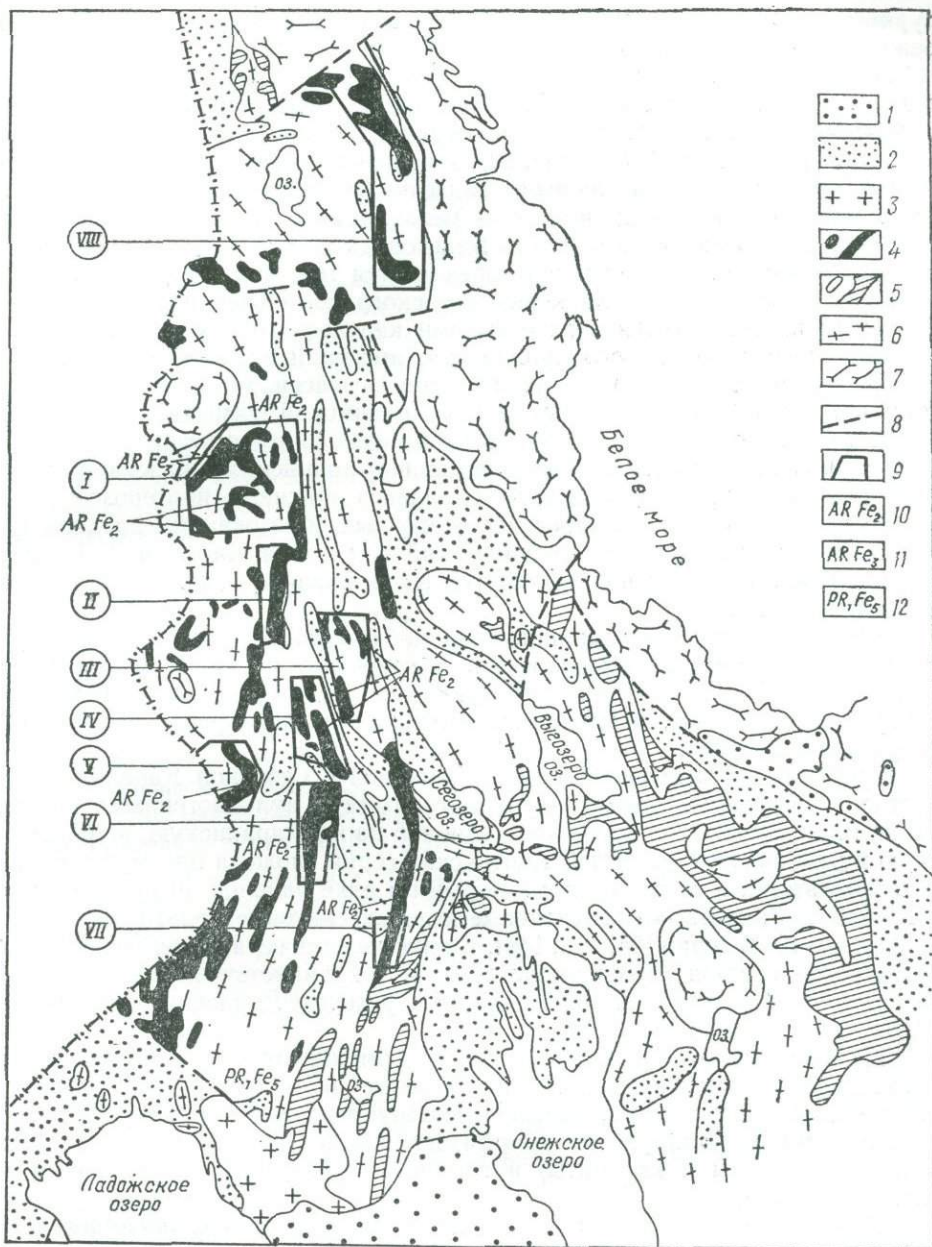 1
2
3
4
5
6
7
8
9
AR Fe₂ 10
AR Fe₃ 11
PR₁ Fe₅ 12
оз.
VIII
AR Fe₂
AR Fe₃
I
AR Fe₂
Белое море
II
III
AR Fe₂
IV
Выгозеро
оз.
V
AR Fe₂
Сегозеро
оз.
VI
AR Fe₂
VII
оз.
PR₁ Fe₅
оз.
Онежское
озеро
Ладожское
озеро